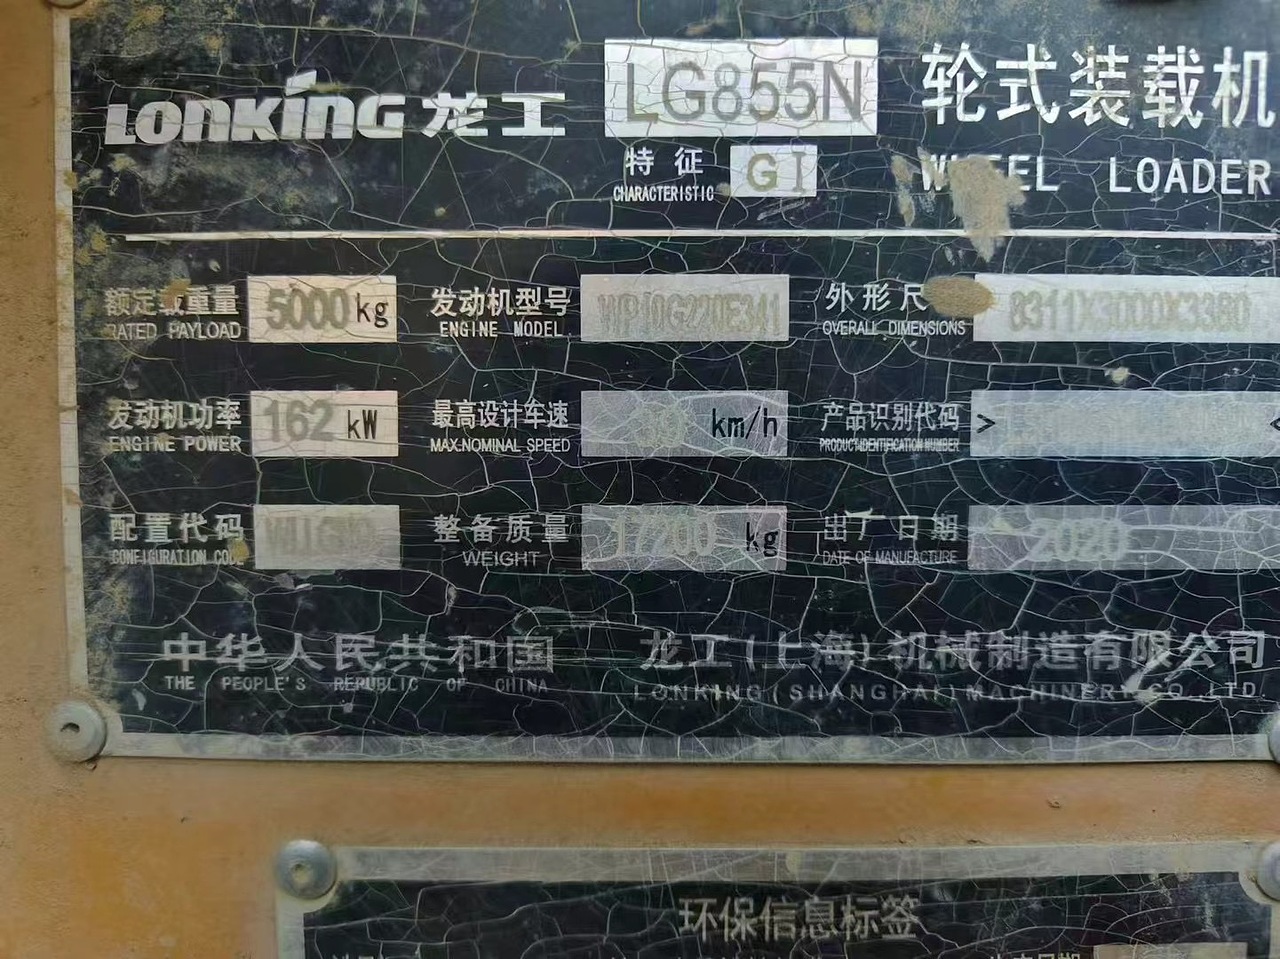 LONKING 龙工 LG855N 轮式装载机
特征 GI WHEEL LOADER
CHARACTERISTIC
额定载重量 5000kg 发动机型号 WP10G220E341 外形尺
RATED PAYLOAD ENGINE MODEL OVERALL DIMENSIONS 8311X3000X3380
发动机功率 162 kW 最高设计车速 km/h 产品识别代码 > <
ENGINE POWER MAX.NOMINAL SPEED PRODUCT IDENTIFICATION NUMBER
配置代码 整备质量 17200 kg 出厂日期 2020
CONFIGURATION CODE WEIGHT DATE OF MANUFACTURE
中华人民共和国 龙工(上海)机械制造有限公司
THE PEOPLE'S REPUBLIC OF CHINA LONKING(SHANGHAI)MACHINERY CO.,LTD.
环保信息标签